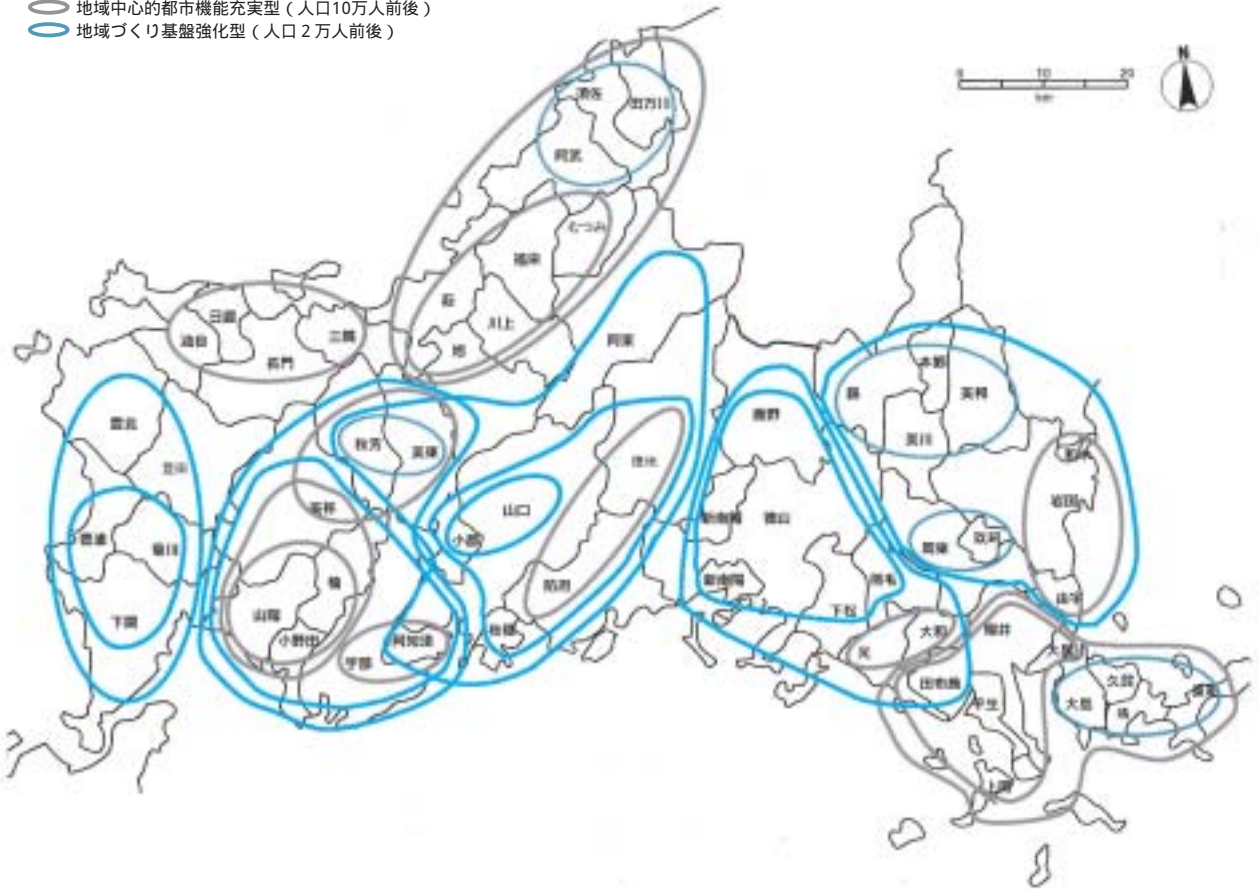 地域中心的都市機能充実型（人口10万人前後）
地域づくり基盤強化型（人口２万人前後）
N
0 10 20
km
須佐
田万川
阿武
むつみ
福栄
萩
川上
旭
日置
油谷
三隅
長門
阿東
豊北
豊田
秋芳
美祢
美東
徳地
山口
小郡
豊浦
菊川
下関
楠
山陽
小野田
宇部
阿知須
防府
秋穂
鹿野
徳山
新南陽
熊毛
下松
錦
本郷
美和
美川
岩国
和木
周東
玖珂
由宇
光
大和
柳井
大畠
田布施
平生
上関
大島
久賀
橘
東和